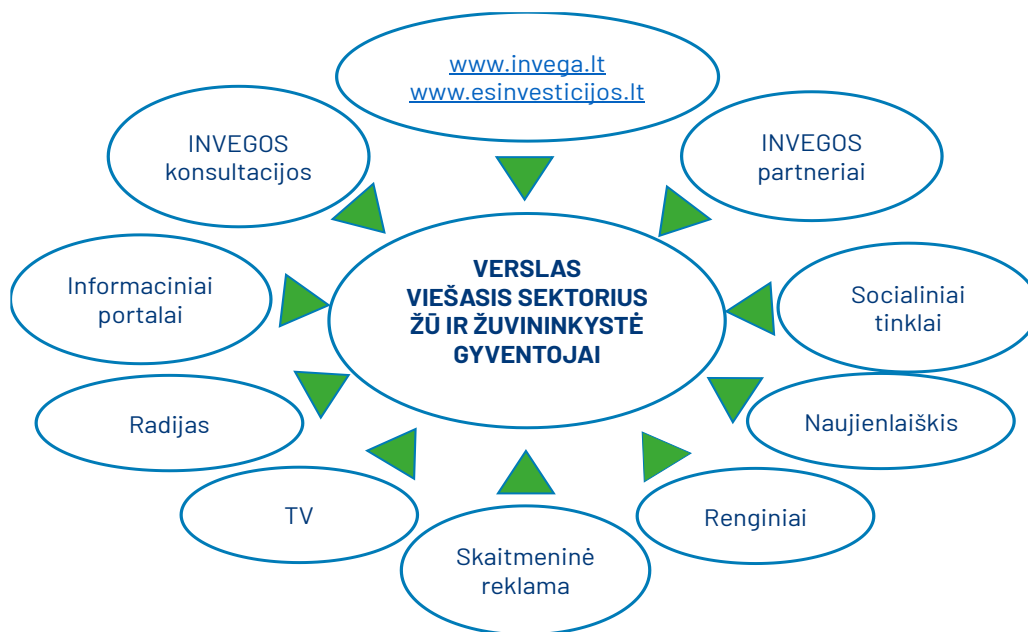 www.invega.lt
www.esinvesticijos.lt
INVEGOS
konsultacijos
INVEGOS
partneriai
Informaciniai
portalai
VERSLAS
VIEŠASIS SEKTORIUS
ŽŪ IR ŽUVININKYSTĖ
GYVENTOJAI
Socialiniai
tinklai
Radijas
Naujienlaiškis
TV
Renginiai
Skaitmeninė
reklama